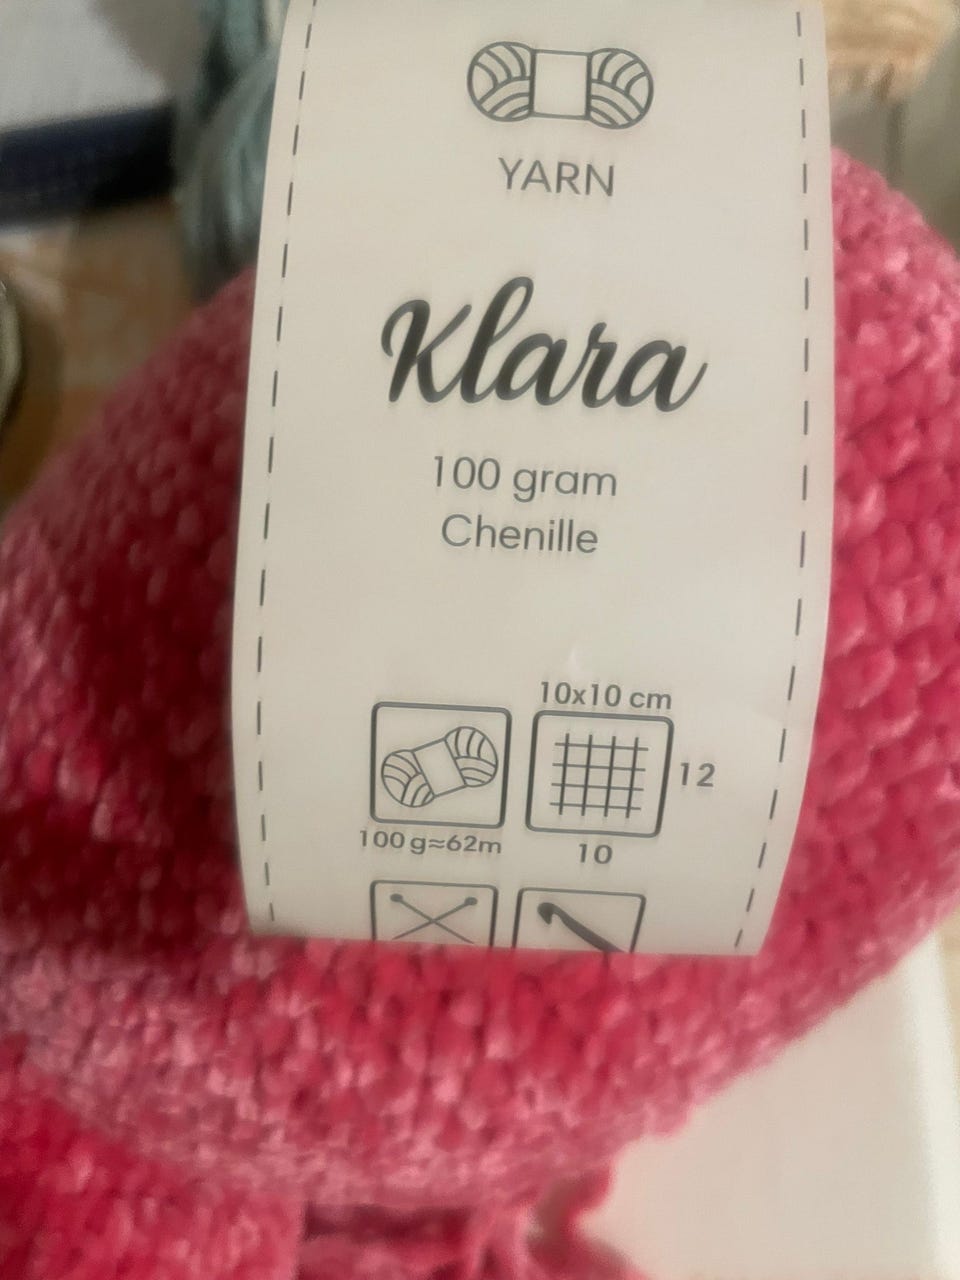 YARN
Klara
100 gram
Chenille
10x10 cm
12
100 g≈62m
10